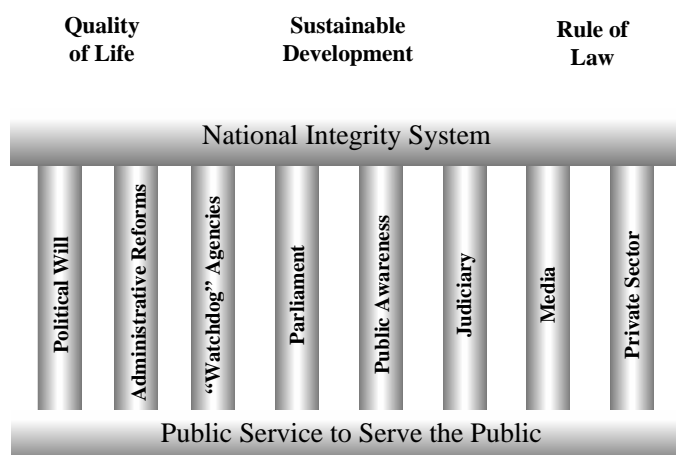 Quality
of Life
Sustainable
Development
Rule of
Law
National Integrity System
Political Will
Administrative Reforms
“Watchdog” Agencies
Parliament
Public Awareness
Judiciary
Media
Private Sector
Public Service to Serve the Public